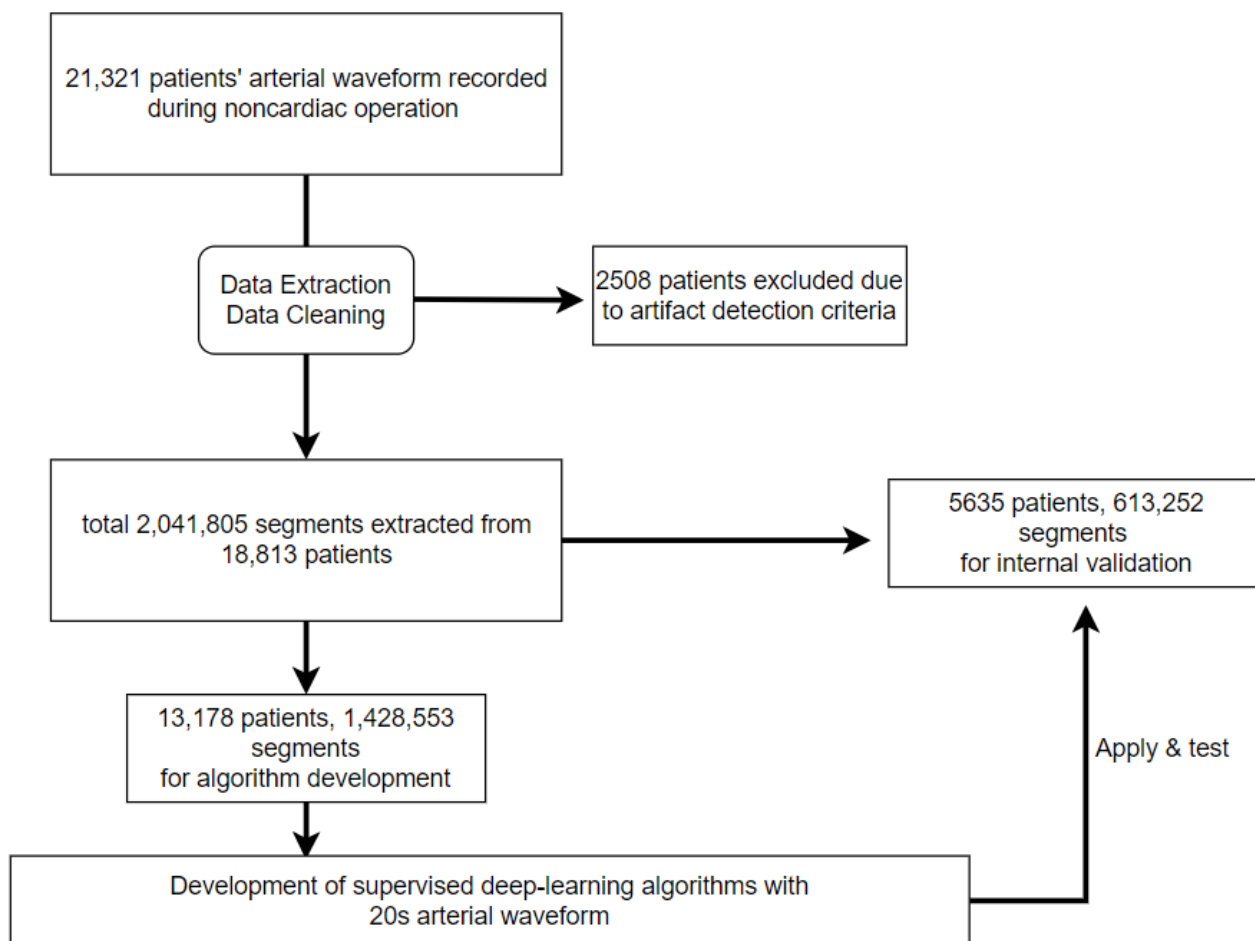 21,321 patients' arterial waveform recorded
during noncardiac operation
Data Extraction
Data Cleaning
2508 patients excluded due
to artifact detection criteria
total 2,041,805 segments extracted from
18,813 patients
5635 patients, 613,252
segments
for internal validation
13,178 patients, 1,428,553
segments
for algorithm development
Apply & test
Development of supervised deep-learning algorithms with
20s arterial waveform